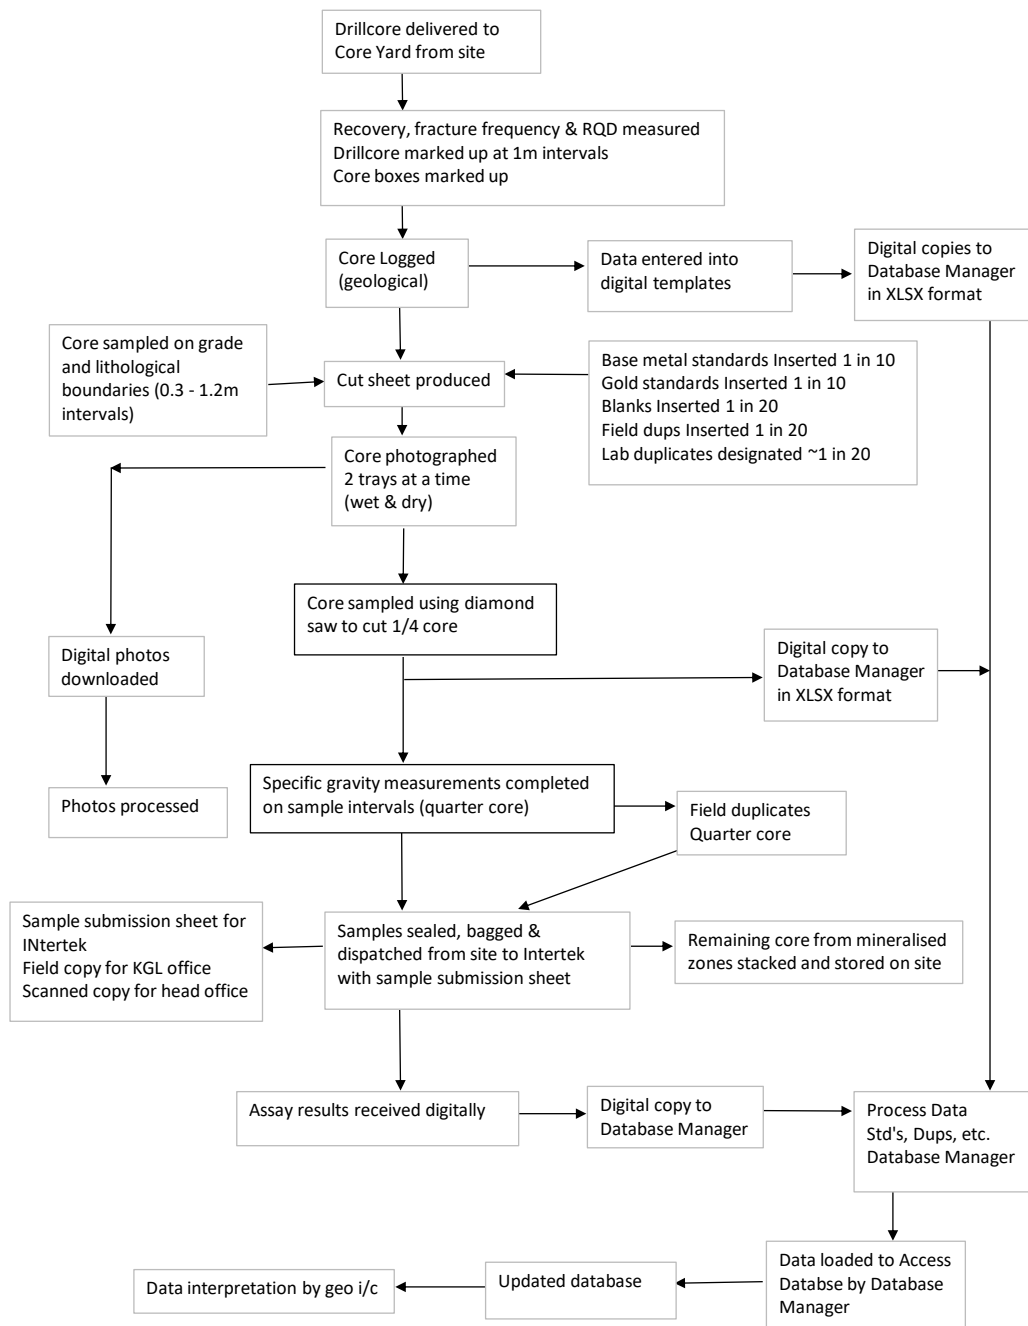 Drillcore delivered to
Core Yard from site
Recovery, fracture frequency & RQD measured
Drillcore marked up at 1m intervals
Core boxes marked up
Core Logged
(geological)
Data entered into
digital templates
Digital copies to
Database Manager
in XLSX format
Core sampled on grade
and lithological
boundaries (0.3 - 1.2m
intervals)
Cut sheet produced
Base metal standards Inserted 1 in 10
Gold standards Inserted 1 in 10
Blanks Inserted 1 in 20
Field dups Inserted 1 in 20
Lab duplicates designated ~1 in 20
Core photographed
2 trays at a time
(wet & dry)
Core sampled using diamond
saw to cut 1/4 core
Digital photos
downloaded
Digital copy to
Database Manager
in XLSX format
Photos processed
Specific gravity measurements completed
on sample intervals (quarter core)
Field duplicates
Quarter core
Sample submission sheet for
INtertek
Field copy for KGL office
Scanned copy for head office
Samples sealed, bagged &
dispatched from site to Intertek
with sample submission sheet
Remaining core from mineralised
zones stacked and stored on site
Assay results received digitally
Digital copy to
Database Manager
Process Data
Std's, Dups, etc.
Database Manager
Data interpretation by geo i/c
Updated database
Data loaded to Access
Databse by Database
Manager